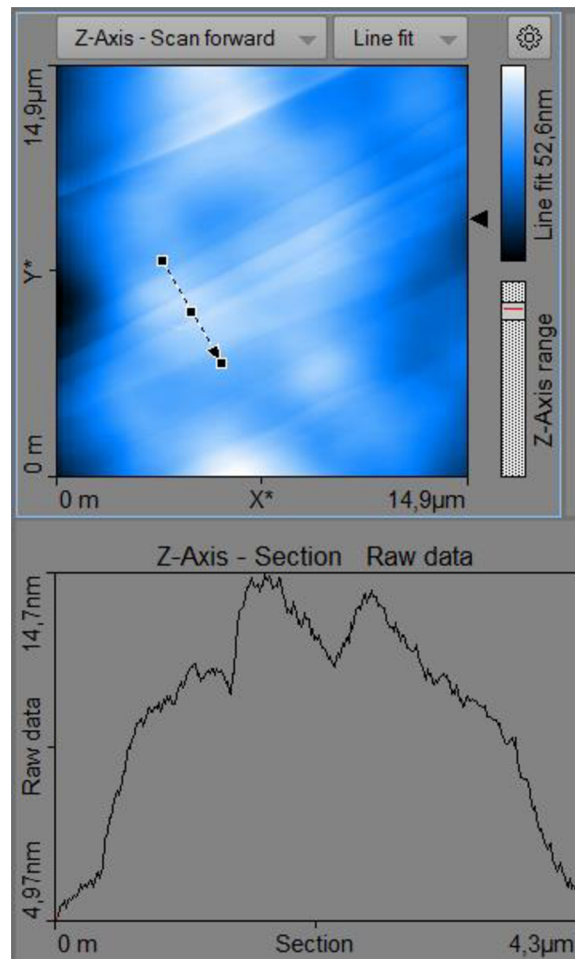 Z-Axis - Scan forward
Line fit
14,9µm
Y*
0 m
0 m
X*
14,9µm
Line fit 52,6nm
Z-Axis range
Z-Axis - Section Raw data
14,7nm
Raw data
4,97nm
0 m
Section
4,3µm